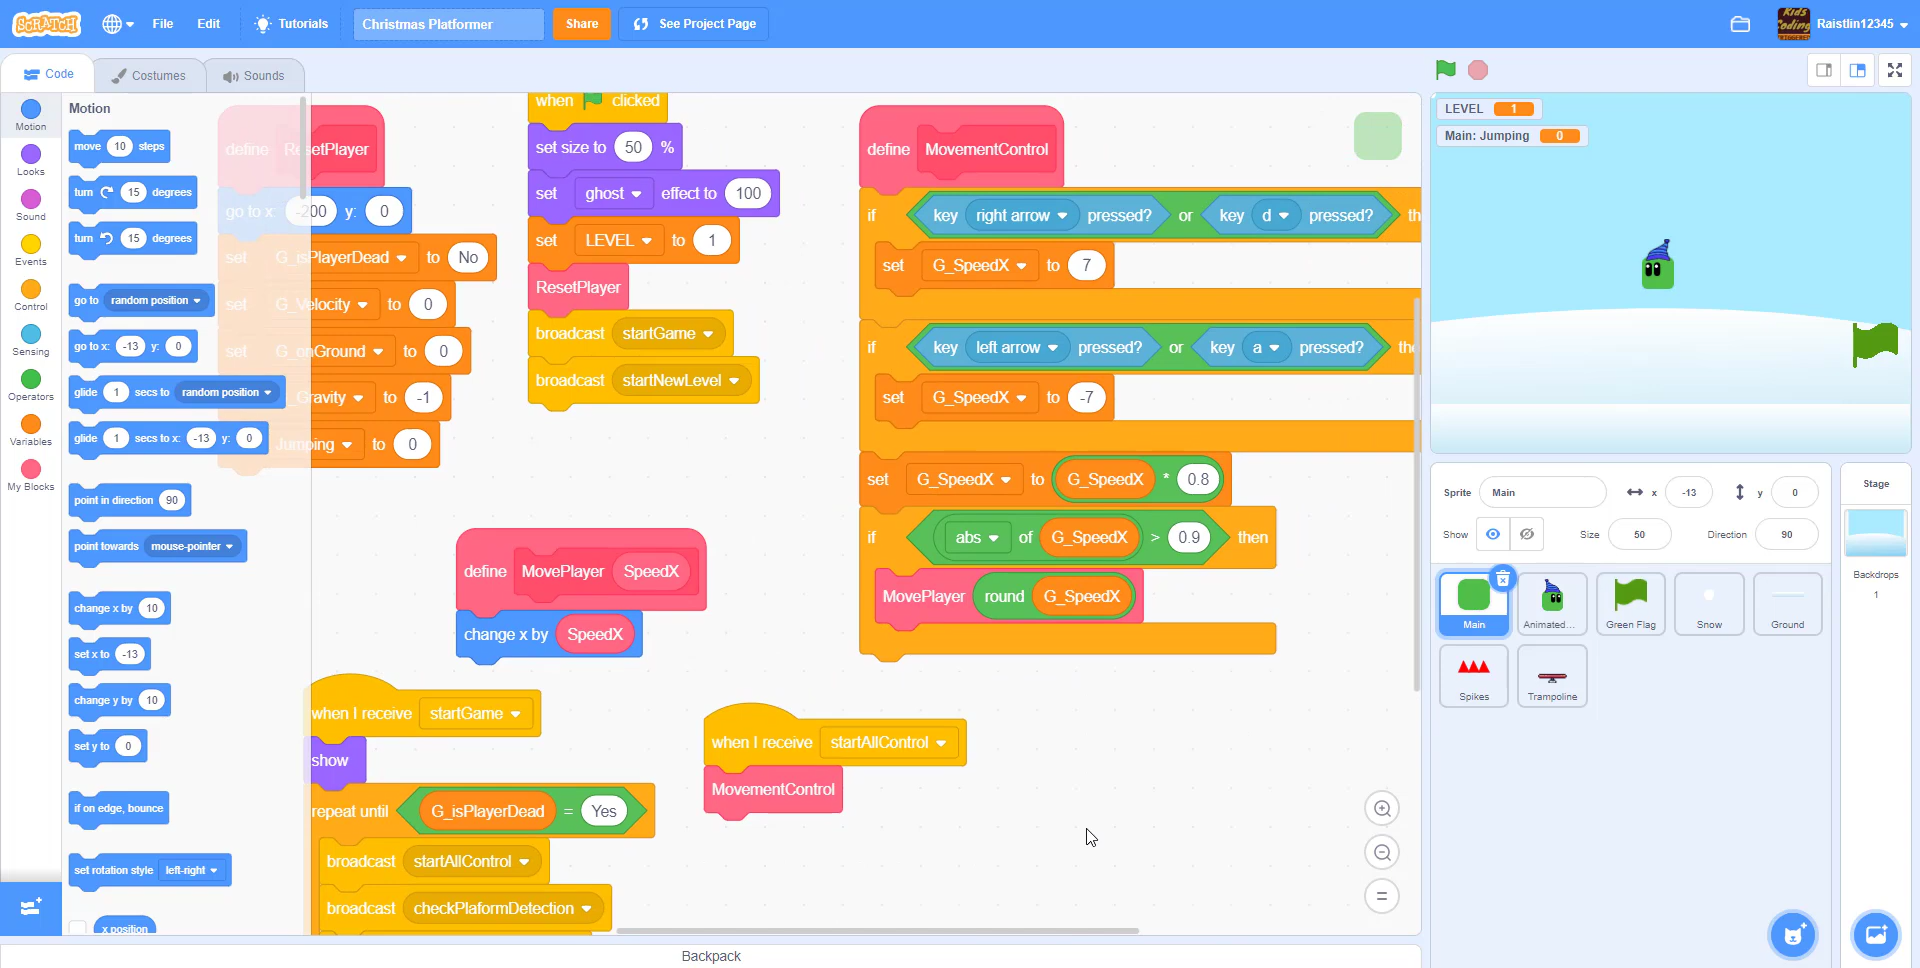 SCRATCH
File
Edit
Tutorials
Christmas Platformer
Share
See Project Page
Kids
Coding
Raistlin12345
Code
Costumes
Sounds
Motion
Looks
Sound
Events
Control
Sensing
Operators
Variables
My Blocks
Motion
move 10 steps
turn 15 degrees
turn 15 degrees
go to random position
go to x: -13 y: 0
glide 1 secs to random position
glide 1 secs to x: -13 y: 0
point in direction 90
point towards mouse-pointer
change x by 10
set x to -13
change y by 10
set y to 0
if on edge, bounce
set rotation style left-right
x position
define ResetPlayer
go to x: -200 y: 0
set G_isPlayerDead to No
set G_Velocity to 0
set G_onGround to 0
Gravity to -1
Jumping to 0
when clicked
set size to 50 %
set ghost effect to 100
set LEVEL to 1
ResetPlayer
broadcast startGame
broadcast startNewLevel
define MovePlayer SpeedX
change x by SpeedX
when I receive startGame
show
repeat until G_isPlayerDead = Yes
broadcast startAllControl
broadcast checkPlaformDetection
define MovementControl
if key right arrow pressed? or key d pressed? th
set G_SpeedX to 7
if key left arrow pressed? or key a pressed? the
set G_SpeedX to -7
set G_SpeedX to G_SpeedX * 0.8
if abs of G_SpeedX > 0.9 then
MovePlayer round G_SpeedX
when I receive startAllControl
MovementControl
Backpack
LEVEL 1
Main: Jumping 0
Sprite Main x -13 y 0
Show Size 50 Direction 90
Main
Animated...
Green Flag
Snow
Ground
Spikes
Trampoline
Stage
Backdrops
1